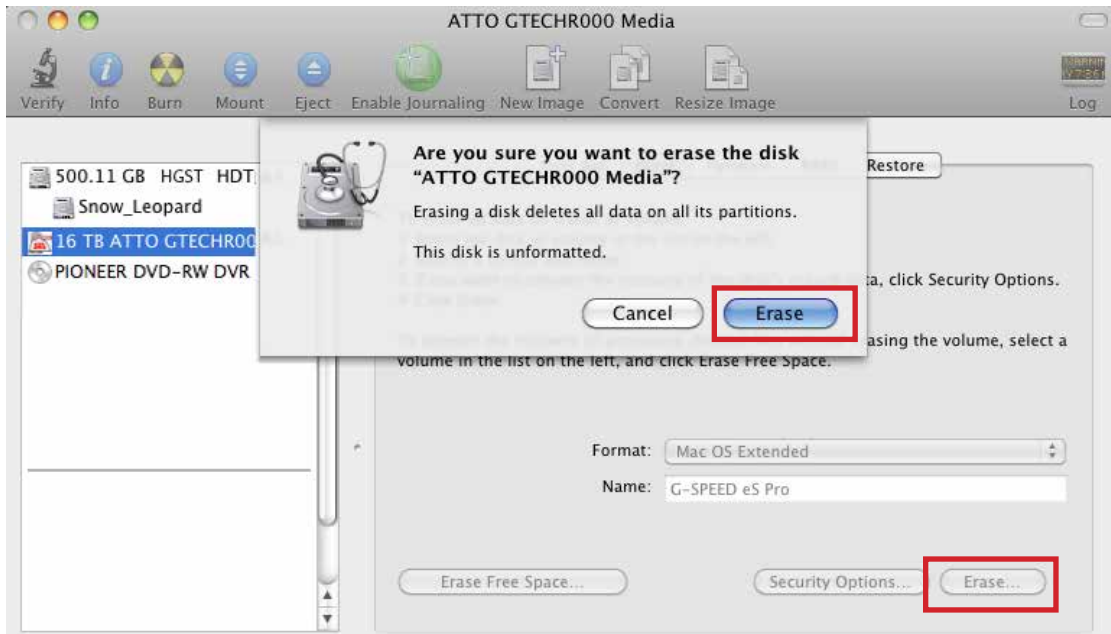 ATTO GTECHR000 Media
Verify Info Burn Mount Eject Enable Journaling New Image Convert Resize Image Log
500.11 GB HGST HDT
Snow_Leopard
16 TB ATTO GTECHR00
PIONEER DVD-RW DVR
Are you sure you want to erase the disk
“ATTO GTECHR000 Media”?
Erasing a disk deletes all data on all its partitions.
This disk is unformatted.
Cancel Erase
Restore
a, click Security Options.
asing the volume, select a
volume in the list on the left, and click Erase Free Space.
Format: Mac OS Extended
Name: G-SPEED eS Pro
Erase Free Space... Security Options... Erase...